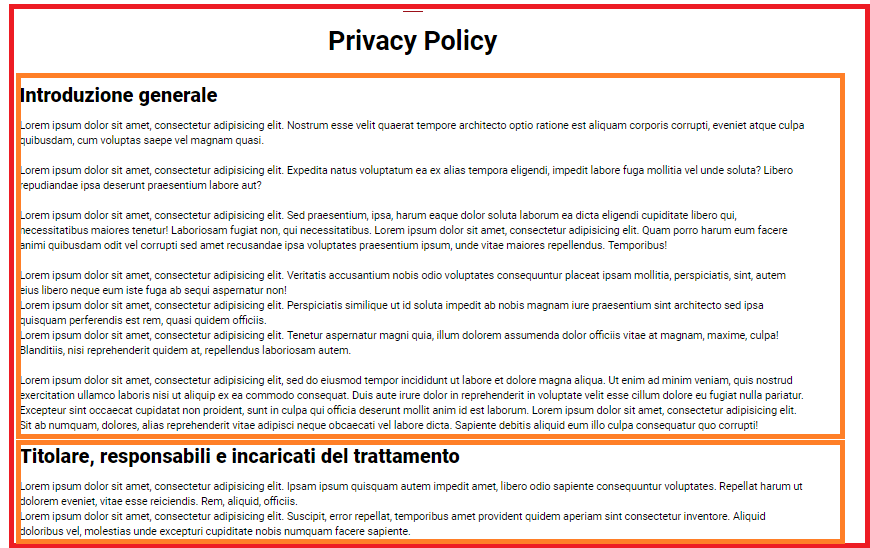 Privacy Policy
Introduzione generale
Lorem ipsum dolor sit amet, consectetur adipisicing elit. Nostrum esse velit quaerat tempore architecto optio ratione est aliquam corporis corrupti, eveniet atque culpa
quibusdam, cum voluptas saepe vel magnam quasi.
Lorem ipsum dolor sit amet, consectetur adipisicing elit. Expedita natus voluptatum ea ex alias tempora eligendi, impedit labore fuga mollitia vel unde soluta? Libero
repudiandae ipsa deserunt praesentium labore aut?
Lorem ipsum dolor sit amet, consectetur adipisicing elit. Sed praesentium, ipsa, harum eaque dolor soluta laborum ea dicta eligendi cupiditate libero qui,
necessitatibus maiores tenetur! Laboriosam fugiat non, qui necessitatibus. Lorem ipsum dolor sit amet, consectetur adipisicing elit. Quam porro harum eum facere
animi quibusdam odit vel corrupti sed amet recusandae ipsa voluptates praesentium ipsum, unde vitae maiores repellendus. Temporibus!
Lorem ipsum dolor sit amet, consectetur adipisicing elit. Veritatis accusantium nobis odio voluptates consequuntur placeat ipsam mollitia, perspiciatis, sint, autem
eius libero neque eum iste fuga ab sequi aspernatur non!
Lorem ipsum dolor sit amet, consectetur adipisicing elit. Perspiciatis similique ut id soluta impedit ab nobis magnam iure praesentium sint architecto sed ipsa
quisquam perferendis est rem, quasi quidem officiis.
Lorem ipsum dolor sit amet, consectetur adipisicing elit. Tenetur aspernatur magni quia, illum dolorem assumenda dolor officiis vitae at magnam, maxime, culpa!
Blanditiis, nisi reprehenderit quidem at, repellendus laboriosam autem.
Lorem ipsum dolor sit amet, consectetur adipisicing elit, sed do eiusmod tempor incididunt ut labore et dolore magna aliqua. Ut enim ad minim veniam, quis nostrud
exercitation ullamco laboris nisi ut aliquip ex ea commodo consequat. Duis aute irure dolor in reprehenderit in voluptate velit esse cillum dolore eu fugiat nulla pariatur.
Excepteur sint occaecat cupidatat non proident, sunt in culpa qui officia deserunt mollit anim id est laborum. Lorem ipsum dolor sit amet, consectetur adipisicing elit.
Sit ab numquam, dolores, alias reprehenderit vitae adipisci neque obcaecati vel labore dicta. Sapiente debitis aliquid eum illo culpa consequatur quo corrupti!
Titolare, responsabili e incaricati del trattamento
Lorem ipsum dolor sit amet, consectetur adipisicing elit. Ipsam ipsum quisquam autem impedit amet, libero odio sapiente consequuntur voluptates. Repellat harum ut
dolorem eveniet, vitae esse reiciendis. Rem, aliquid, officiis.
Lorem ipsum dolor sit amet, consectetur adipisicing elit. Suscipit, error repellat, temporibus amet provident quidem aperiam sint consectetur inventore. Aliquid
doloribus vel, molestias unde excepturi cupiditate nobis numquam facere sapiente.